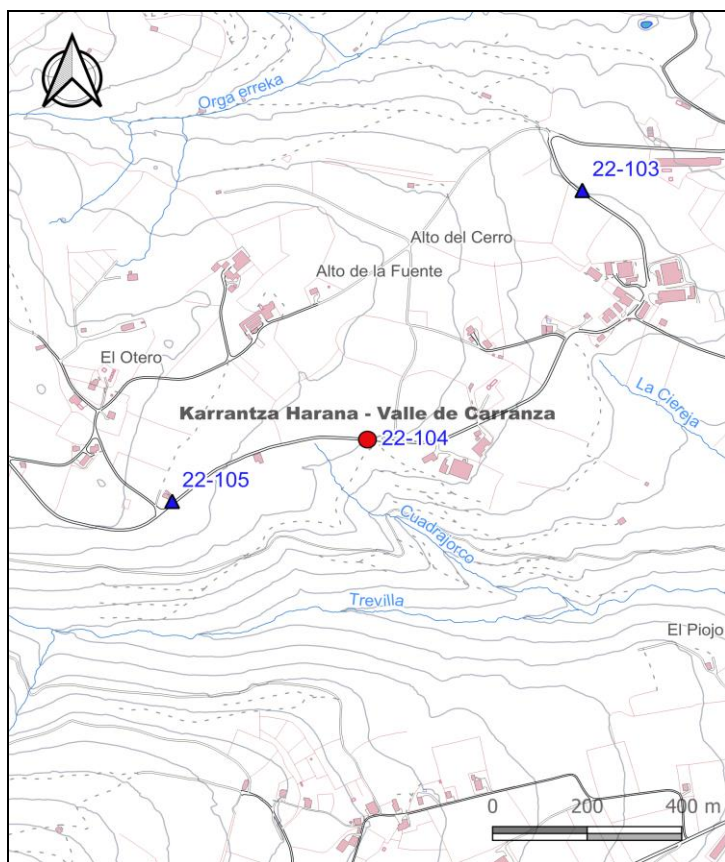 Orga erreka
22-103
Alto del Cerro
Alto de la Fuente
El Otero
La Ciereja
Karrantza Harana - Valle de Carranza
22-104
22-105
Cuadrajorco
Trevilla
El Piojo
0 200 400 m